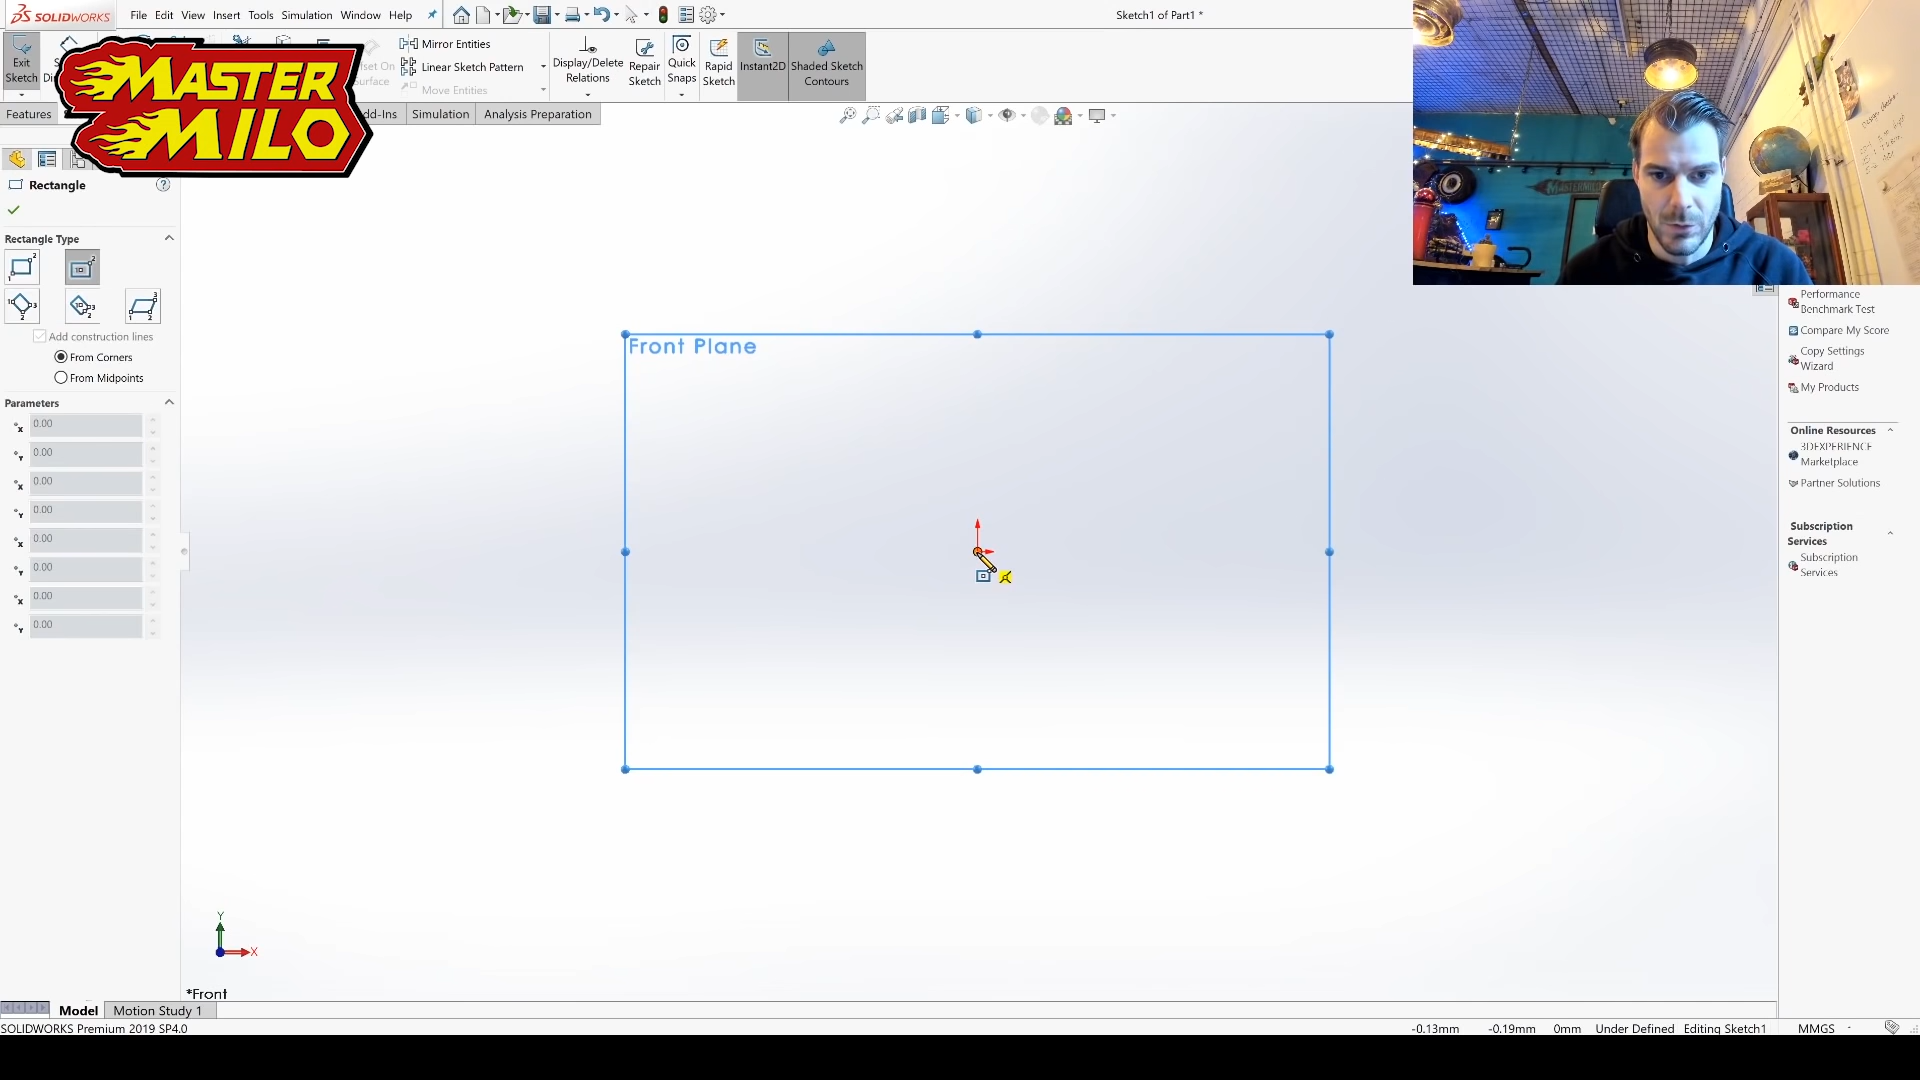 SOLIDWORKS
File Edit View Insert Tools Simulation Window Help
Sketch1 of Part1 *
Exit
Sketch
MASTER
MILO
Mirror Entities
Linear Sketch Pattern
Move Entities
Offset On
Surface
Display/Delete
Relations
Repair
Sketch
Quick
Snaps
Rapid
Sketch
Instant2D
Shaded Sketch
Contours
Features
Simulation
Analysis Preparation
Rectangle
Rectangle Type
Add construction lines
From Corners
From Midpoints
Parameters
0.00
0.00
0.00
0.00
0.00
0.00
0.00
0.00
Front Plane
Performance
Benchmark Test
Compare My Score
Copy Settings
Wizard
My Products
Online Resources
3DEXPERIENCE
Marketplace
Partner Solutions
Subscription
Services
Subscription
Services
Y
X
*Front
Model
Motion Study 1
SOLIDWORKS Premium 2019 SP4.0
-0.13mm -0.19mm 0mm Under Defined Editing Sketch1 MMGS